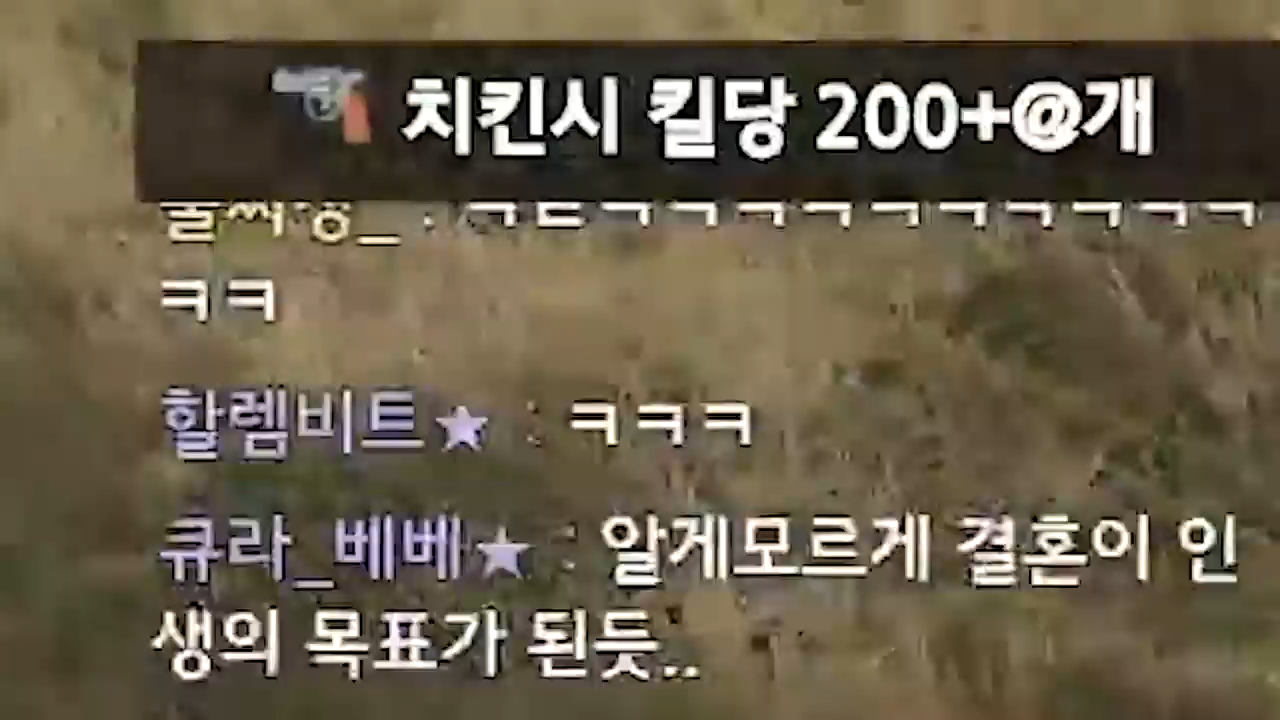 치킨시 킬당 200+@개
ㅋㅋ
할렘비트★ : ㅋㅋㅋ
큐라_베베★ : 알게모르게 결혼이 인
생의 목표가 된듯..